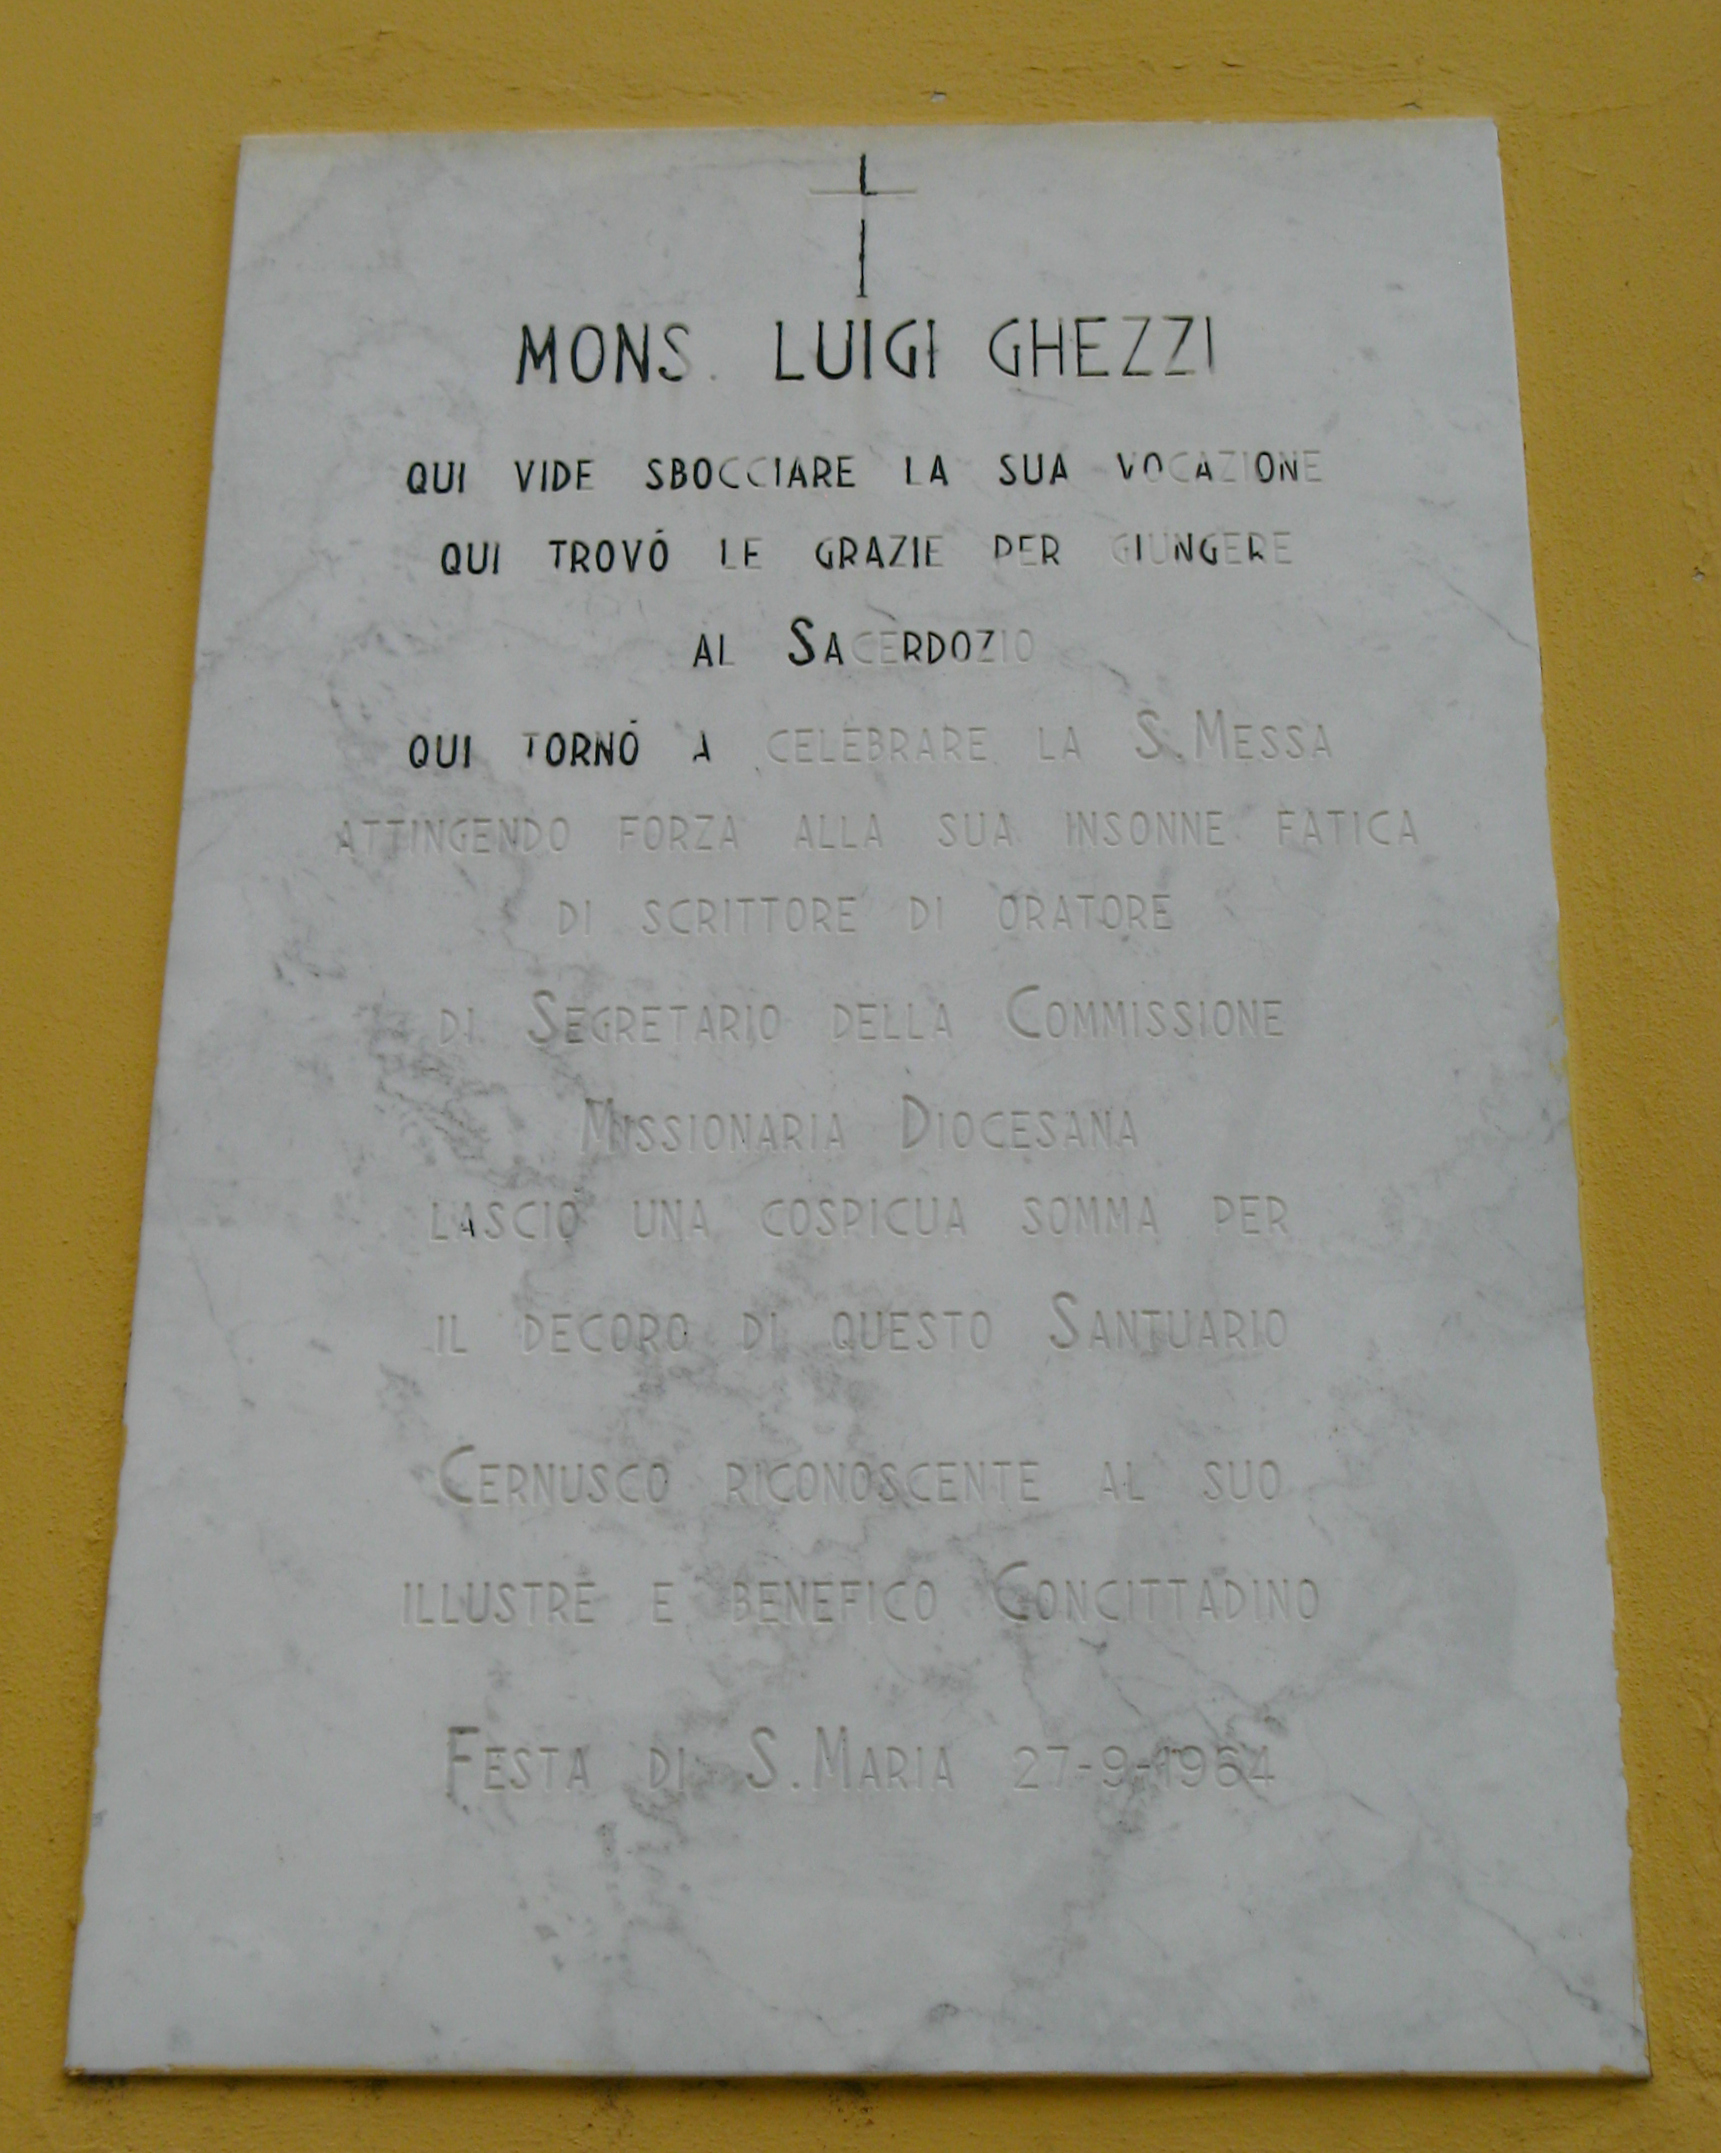 MONS. LUIGI GHEZZI
QUI VIDE SBOCCIARE LA SUA VOCAZIONE
QUI TROVÒ LE GRAZIE PER GIUNGERE
AL SACERDOZIO
QUI TORNÒ A CELEBRARE LA S. MESSA
ATTINGENDO FORZA ALLA SUA INSONNE FATICA
DI SCRITTORE DI ORATORE
DI SEGRETARIO DELLA COMMISSIONE
MISSIONARIA DIOCESANA
LASCIÒ UNA COSPICUA SOMMA PER
IL DECORO DI QUESTO SANTUARIO
CERNUSCO RICONOSCENTE AL SUO
ILLUSTRE E BENEFICO CONCITTADINO
FESTA DI S. MARIA 27-9-1964